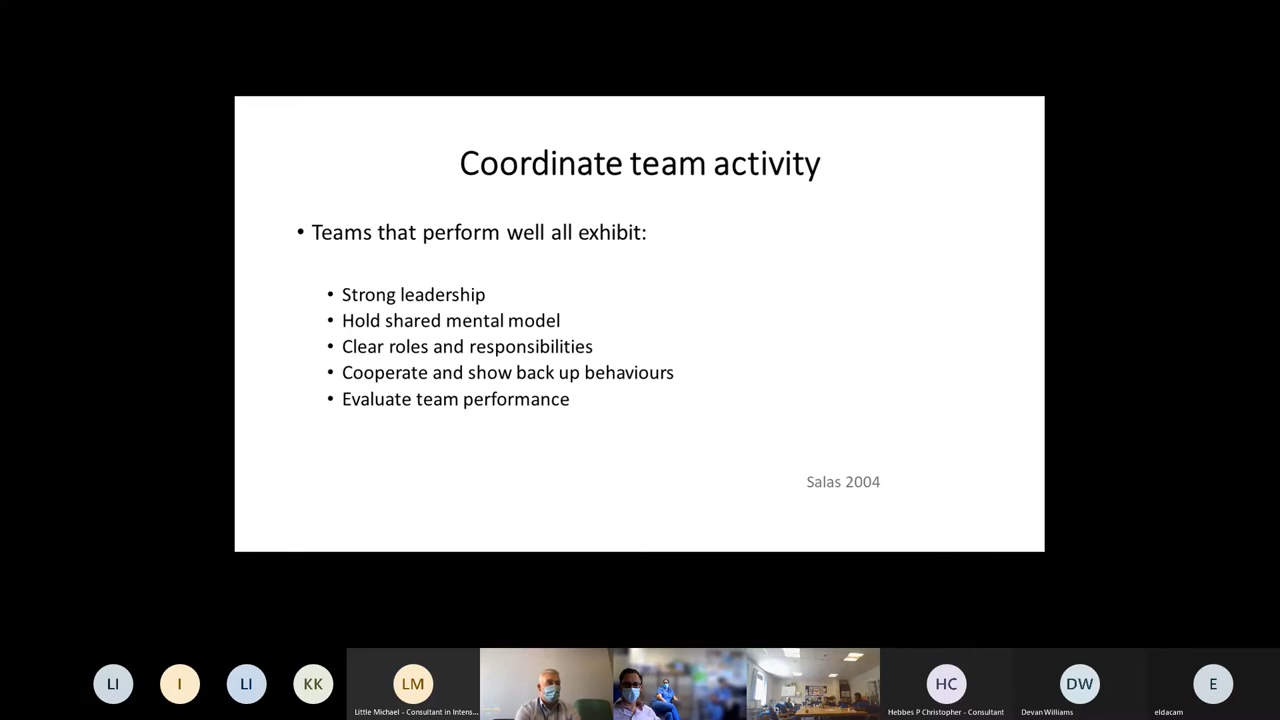 Coordinate team activity
• Teams that perform well all exhibit:
• Strong leadership
• Hold shared mental model
• Clear roles and responsibilities
• Cooperate and show back up behaviours
• Evaluate team performance
Salas 2004
LI
I
LI
KK
LM
HC
DW
E
Little Michael - Consultant in Intens...
Hebbes P Christopher - Consultant
Devan Williams
eldacam